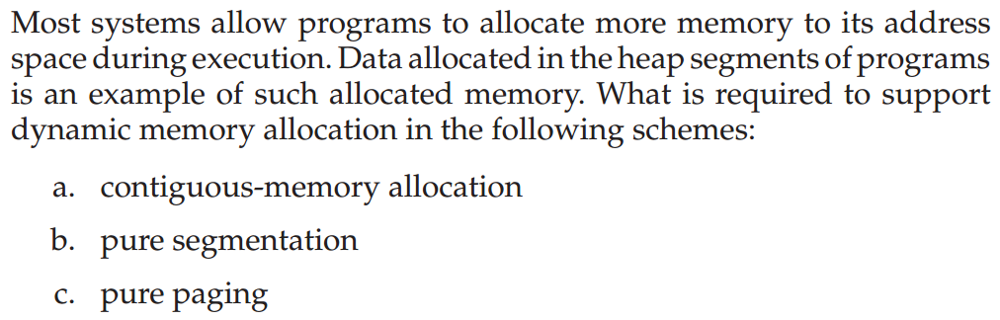 Most systems allow programs to allocate more memory to its address
space during execution. Data allocated in the heap segments of programs
is an example of such allocated memory. What is required to support
dynamic memory allocation in the following schemes:
a. contiguous-memory allocation
b. pure segmentation
c. pure paging